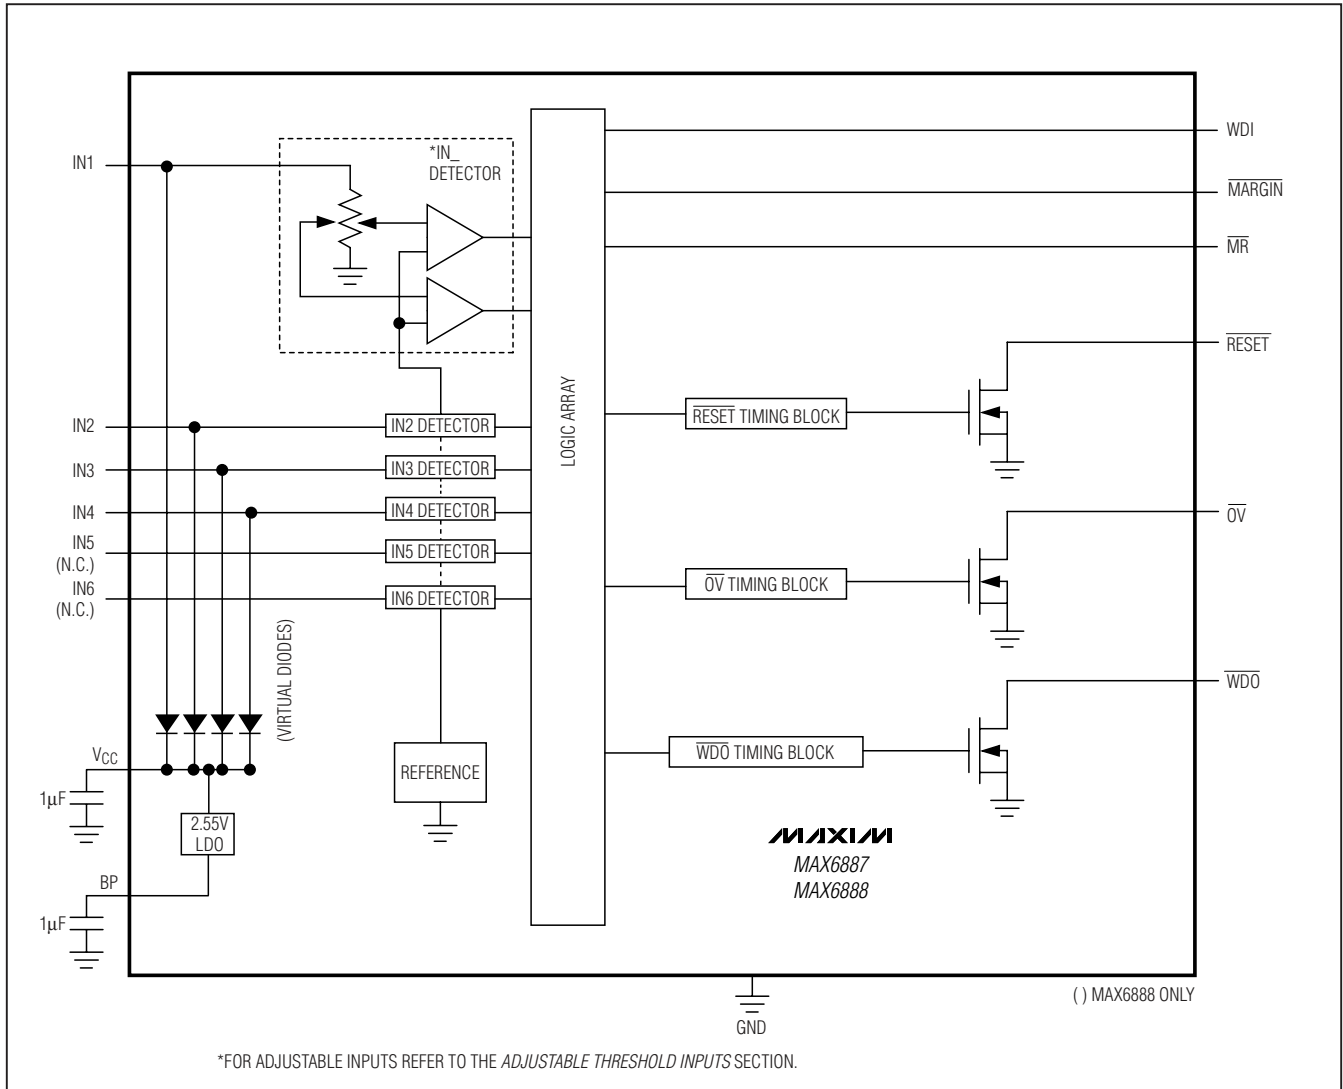 WDI
MARGIN
MR
RESET
OV
WDO
IN1
*IN_
DETECTOR
IN2
IN3
IN4
IN5
(N.C.)
IN6
(N.C.)
IN2 DETECTOR
IN3 DETECTOR
IN4 DETECTOR
IN5 DETECTOR
IN6 DETECTOR
LOGIC ARRAY
RESET TIMING BLOCK
OV TIMING BLOCK
WDO TIMING BLOCK
(VIRTUAL DIODES)
VCC
1µF
2.55V
LDO
BP
1µF
REFERENCE
MAXIM
MAX6887
MAX6888
GND
( ) MAX6888 ONLY
*FOR ADJUSTABLE INPUTS REFER TO THE ADJUSTABLE THRESHOLD INPUTS SECTION.